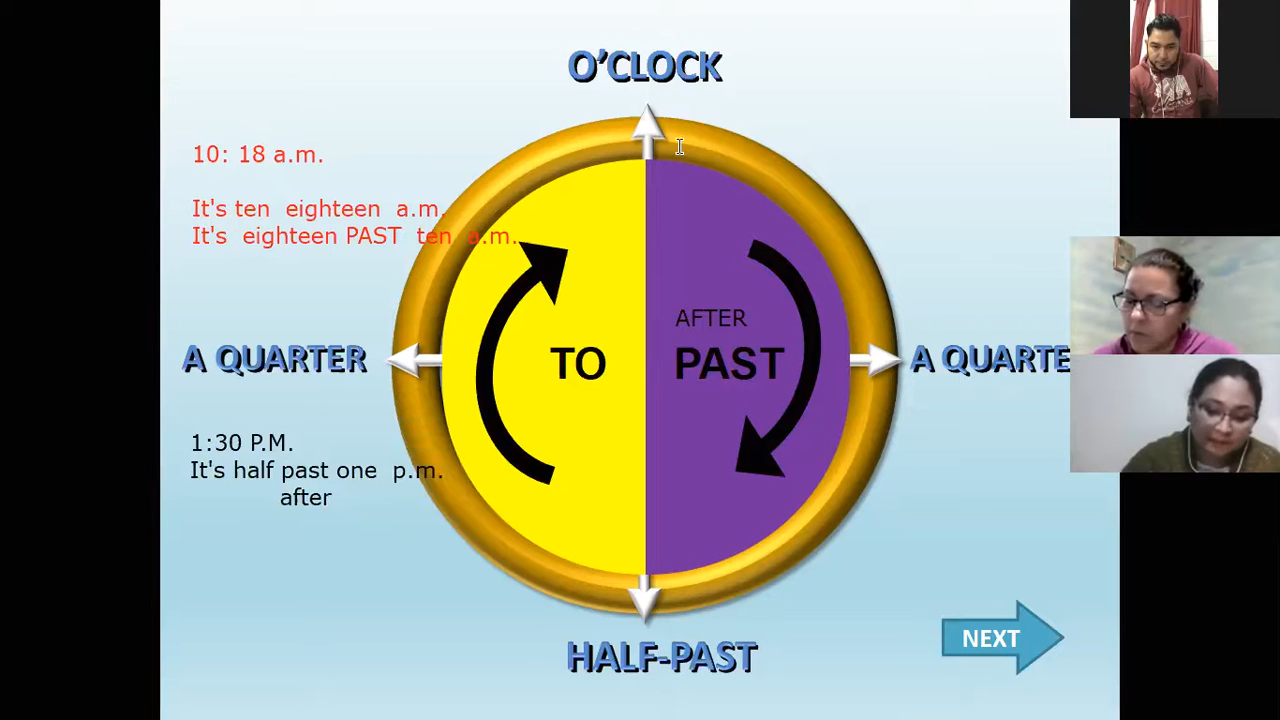 O'CLOCK
10: 18 a.m.
It's ten eighteen a.m.
It's eighteen PAST ten a.m.
AFTER
A QUARTER
TO
PAST
A QUARTE
1:30 P.M.
It's half past one p.m.
after
NEXT
HALF-PAST